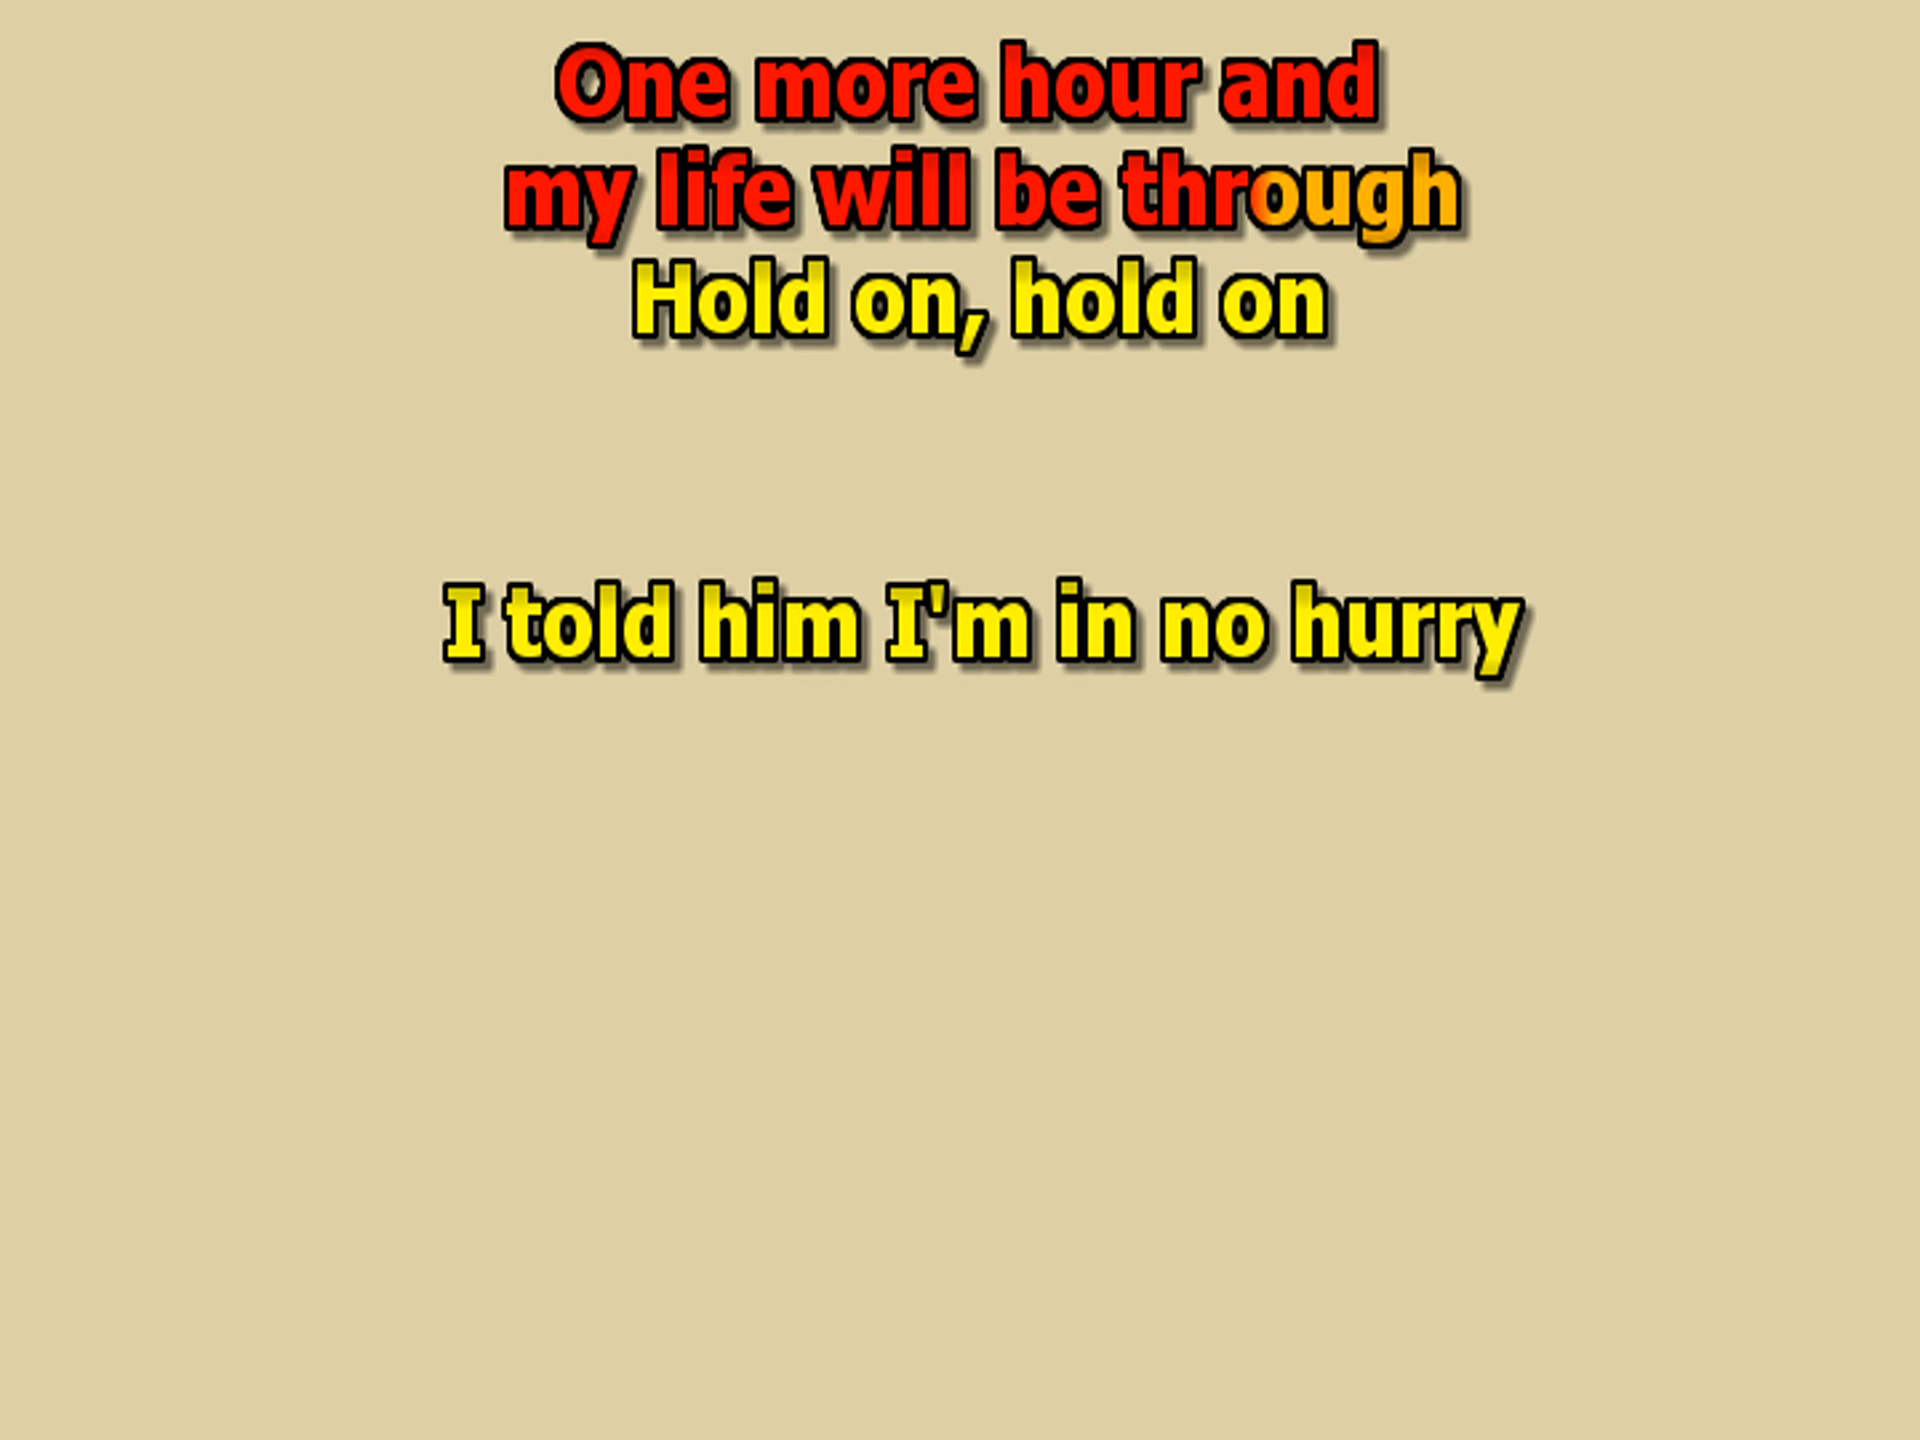 One more hour and
my life will be through
Hold on, hold on
I told him I'm in no hurry